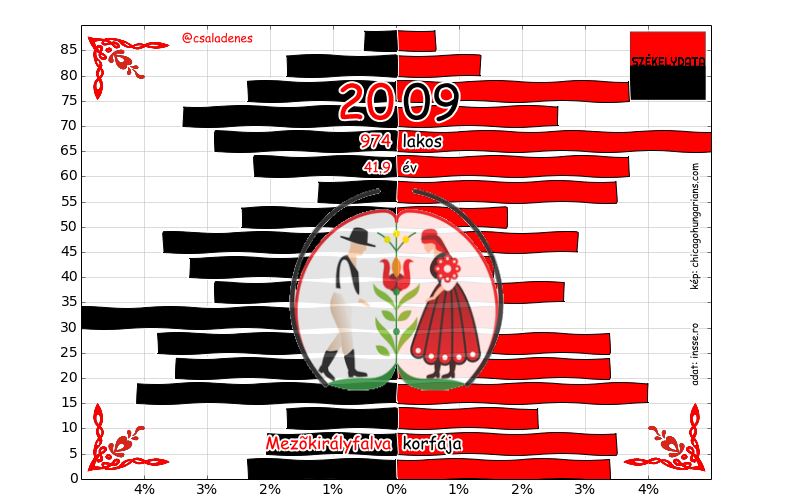 @csaladenes
SZÉKELYDATA
2009
974 lakos
41.9 év
kép: chicagohungarians.com
adat: insse.ro
Mezőkirályfalva korfája
85
80
75
70
65
60
55
50
45
40
35
30
25
20
15
10
5
0
4% 3% 2% 1% 0% 1% 2% 3% 4%